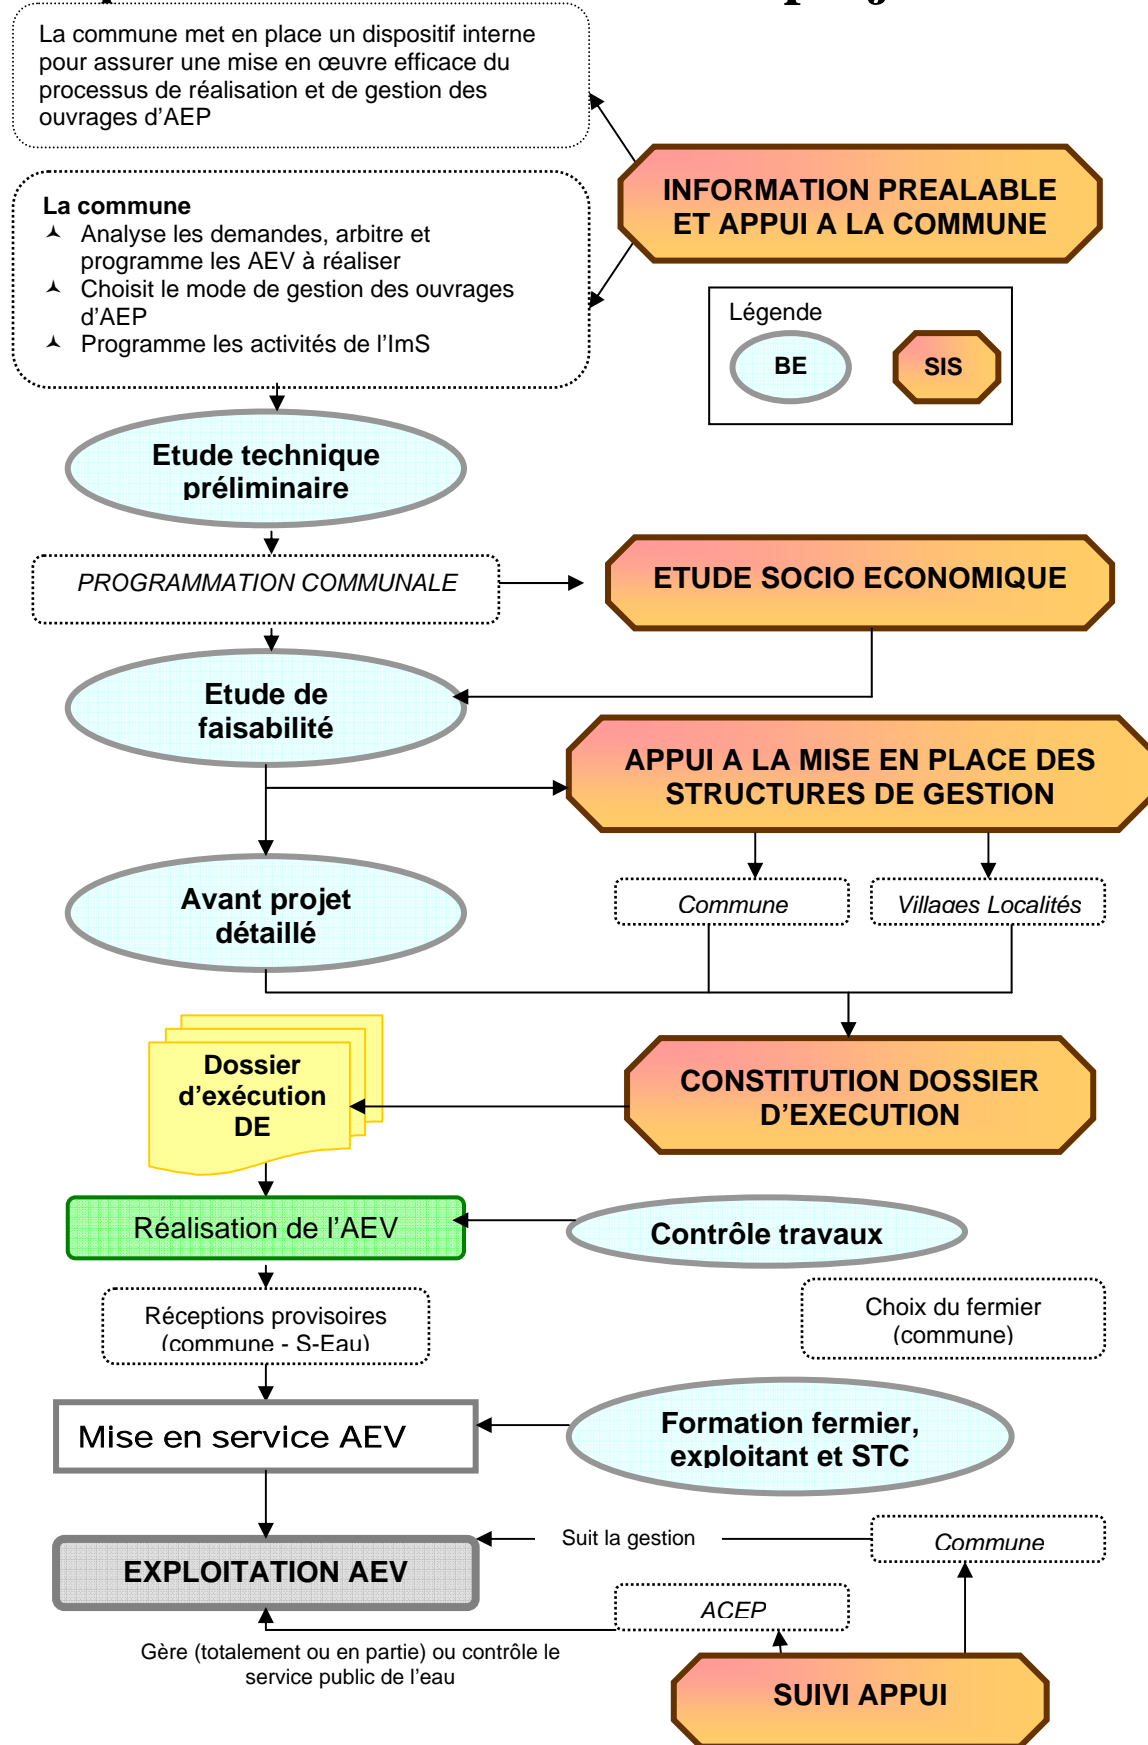 La commune met en place un dispositif interne
pour assurer une mise en œuvre efficace du
processus de réalisation et de gestion des
ouvrages d'AEP
INFORMATION PREALABLE
ET APPUI A LA COMMUNE
La commune
Analyse les demandes, arbitre et
programme les AEV à réaliser
Choisit le mode de gestion des ouvrages
d'AEP
Programme les activités de l'ImS
Légende
BE
SIS
Etude technique
préliminaire
PROGRAMMATION COMMUNALE
ETUDE SOCIO ECONOMIQUE
Etude de
faisabilité
APPUI A LA MISE EN PLACE DES
STRUCTURES DE GESTION
Avant projet
détaillé
Commune
Villages Localités
Dossier
d'exécution
DE
CONSTITUTION DOSSIER
D'EXECUTION
Réalisation de l'AEV
Contrôle travaux
Réceptions provisoires
(commune - S-Eau)
Choix du fermier
(commune)
Mise en service AEV
Formation fermier,
exploitant et STC
Suit la gestion
Commune
EXPLOITATION AEV
ACEP
Gère (totalement ou en partie) ou contrôle le
service public de l'eau
SUIVI APPUI